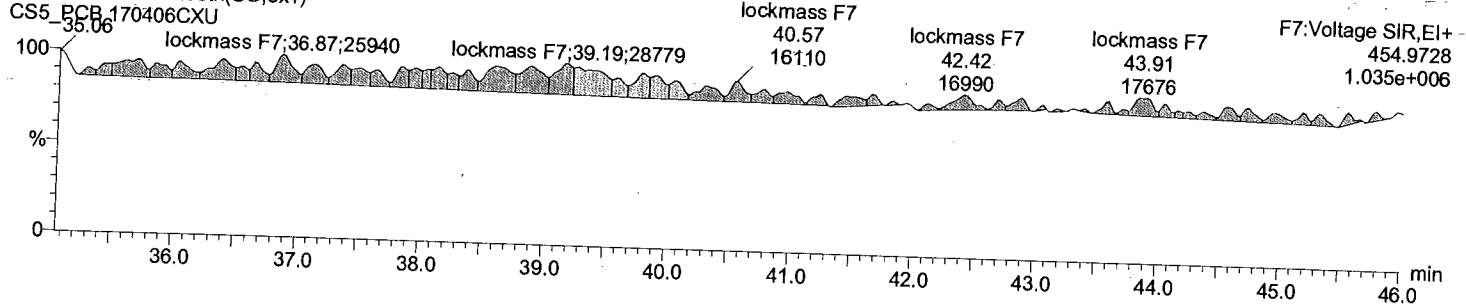 CS5_PCB 170406CXU
35.06
lockmass F7;36.87;25940
lockmass F7;39.19;28779
lockmass F7
40.57
16110
lockmass F7
42.42
16990
lockmass F7
43.91
17676
F7:Voltage SIR,EI+
454.9728
1.035e+006
100
%
0
36.0
37.0
38.0
39.0
40.0
41.0
42.0
43.0
44.0
45.0
46.0
min